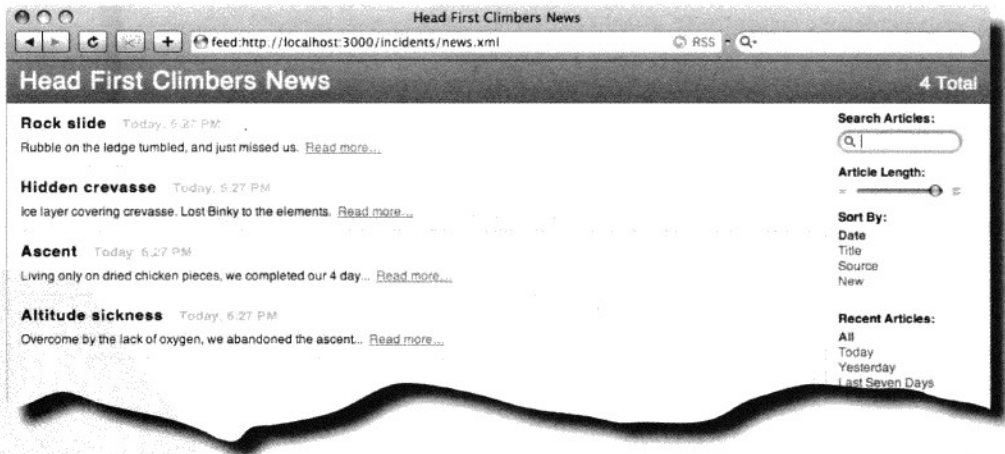 Head First Climbers News
feed:http://localhost:3000/incidents/news.xml
RSS
Head First Climbers News
4 Total
Rock slide Today, 6:27 PM
Rubble on the ledge tumbled, and just missed us. Read more...
Hidden crevasse Today, 6:27 PM
Ice layer covering crevasse. Lost Binky to the elements. Read more...
Ascent Today, 6:27 PM
Living only on dried chicken pieces, we completed our 4 day... Read more...
Altitude sickness Today, 6:27 PM
Overcome by the lack of oxygen, we abandoned the ascent... Read more...
Search Articles:
Article Length:
Sort By:
Date
Title
Source
New
Recent Articles:
All
Today
Yesterday
Last Seven Days